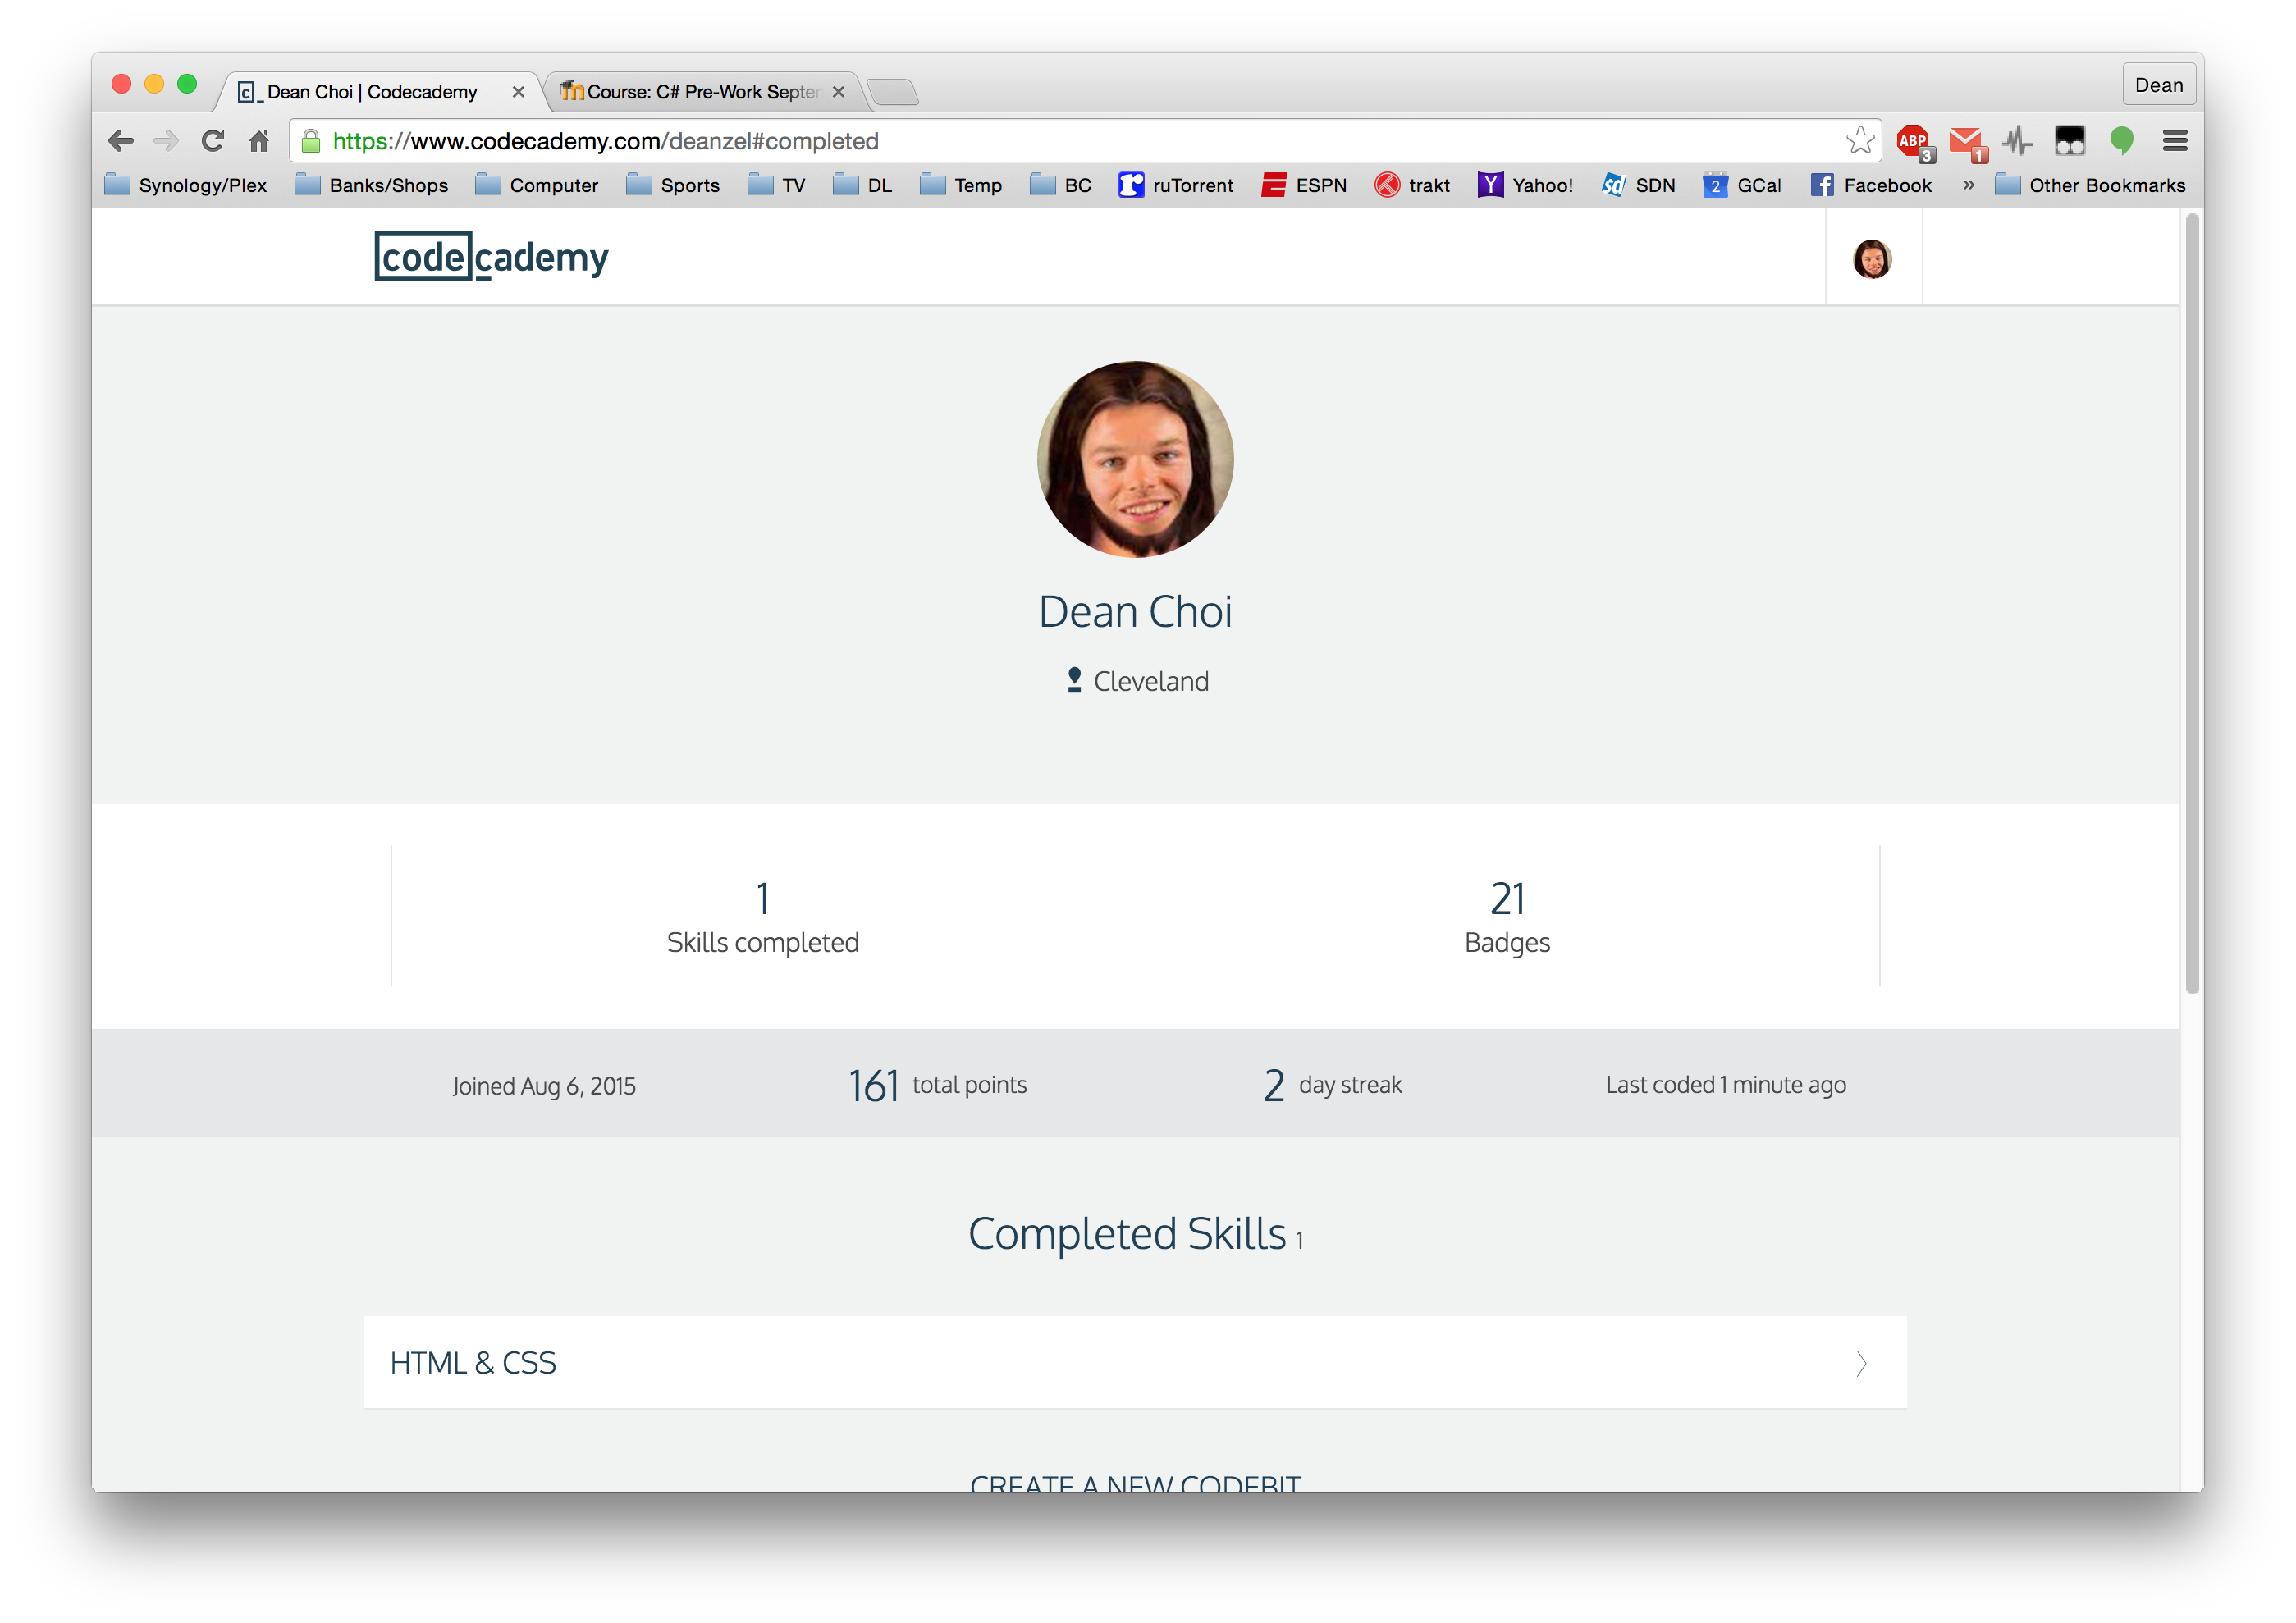 Dean Choi | Codecademy
Course: C# Pre-Work Septem
Dean
https://www.codecademy.com/deanzel#completed
ABP 3
1
Synology/Plex Banks/Shops Computer Sports TV DL Temp BC ruTorrent ESPN trakt Yahoo! SDN 2 GCal Facebook » Other Bookmarks
codecademy
Dean Choi
Cleveland
1
Skills completed
21
Badges
Joined Aug 6, 2015 161 total points 2 day streak Last coded 1 minute ago
Completed Skills 1
HTML & CSS
CREATE A NEW CODEBIT